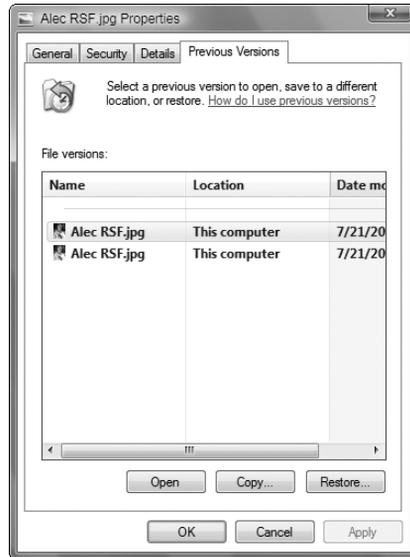 Alec RSF.jpg Properties
General Security Details Previous Versions
Select a previous version to open, save to a different
location, or restore. How do I use previous versions?
File versions:
Name Location Date mo
Alec RSF.jpg This computer 7/21/20
Alec RSF.jpg This computer 7/21/20
Open Copy... Restore...
OK Cancel Apply